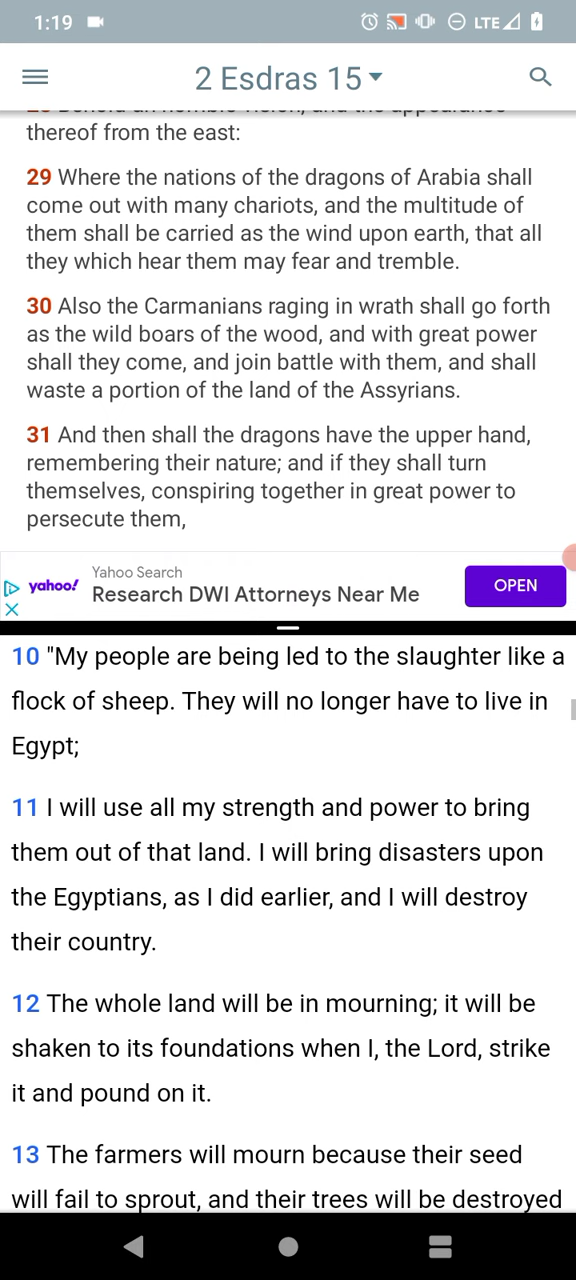 1:19
LTE
2 Esdras 15
thereof from the east:
29 Where the nations of the dragons of Arabia shall
come out with many chariots, and the multitude of
them shall be carried as the wind upon earth, that all
they which hear them may fear and tremble.
30 Also the Carmanians raging in wrath shall go forth
as the wild boars of the wood, and with great power
shall they come, and join battle with them, and shall
waste a portion of the land of the Assyrians.
31 And then shall the dragons have the upper hand,
remembering their nature; and if they shall turn
themselves, conspiring together in great power to
persecute them,
yahoo!
Yahoo Search
Research DWI Attorneys Near Me
OPEN
10 "My people are being led to the slaughter like a
flock of sheep. They will no longer have to live in
Egypt;
11 I will use all my strength and power to bring
them out of that land. I will bring disasters upon
the Egyptians, as I did earlier, and I will destroy
their country.
12 The whole land will be in mourning; it will be
shaken to its foundations when I, the Lord, strike
it and pound on it.
13 The farmers will mourn because their seed
will fail to sprout, and their trees will be destroyed